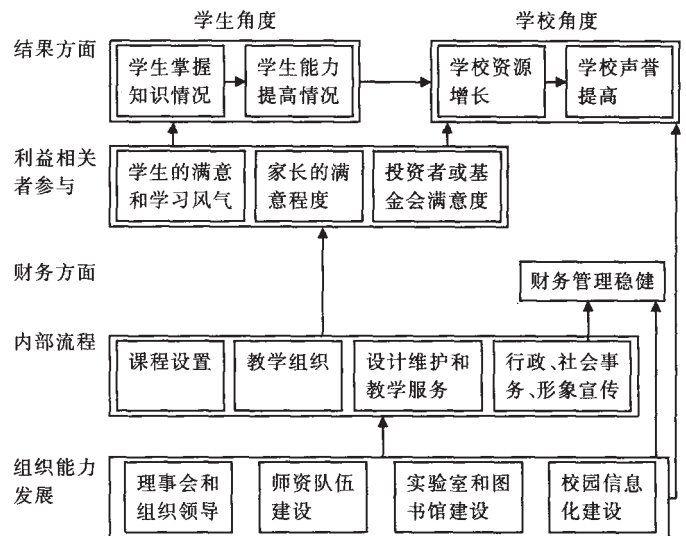 学生角度
学校角度
结果方面
学生掌握
知识情况
学生能力
提高情况
学校资源
增长
学校声誉
提高
利益相关
者参与
学生的满意
和学习风气
家长的满
意程度
投资者或基
金会满意度
财务方面
财务管理稳健
内部流程
课程设置
教学组织
设计维护和
教学服务
行政、社会事
务、形象宣传
组织能力
发展
理事会和
组织领导
师资队伍
建设
实验室和图
书馆建设
校园信息
化建设